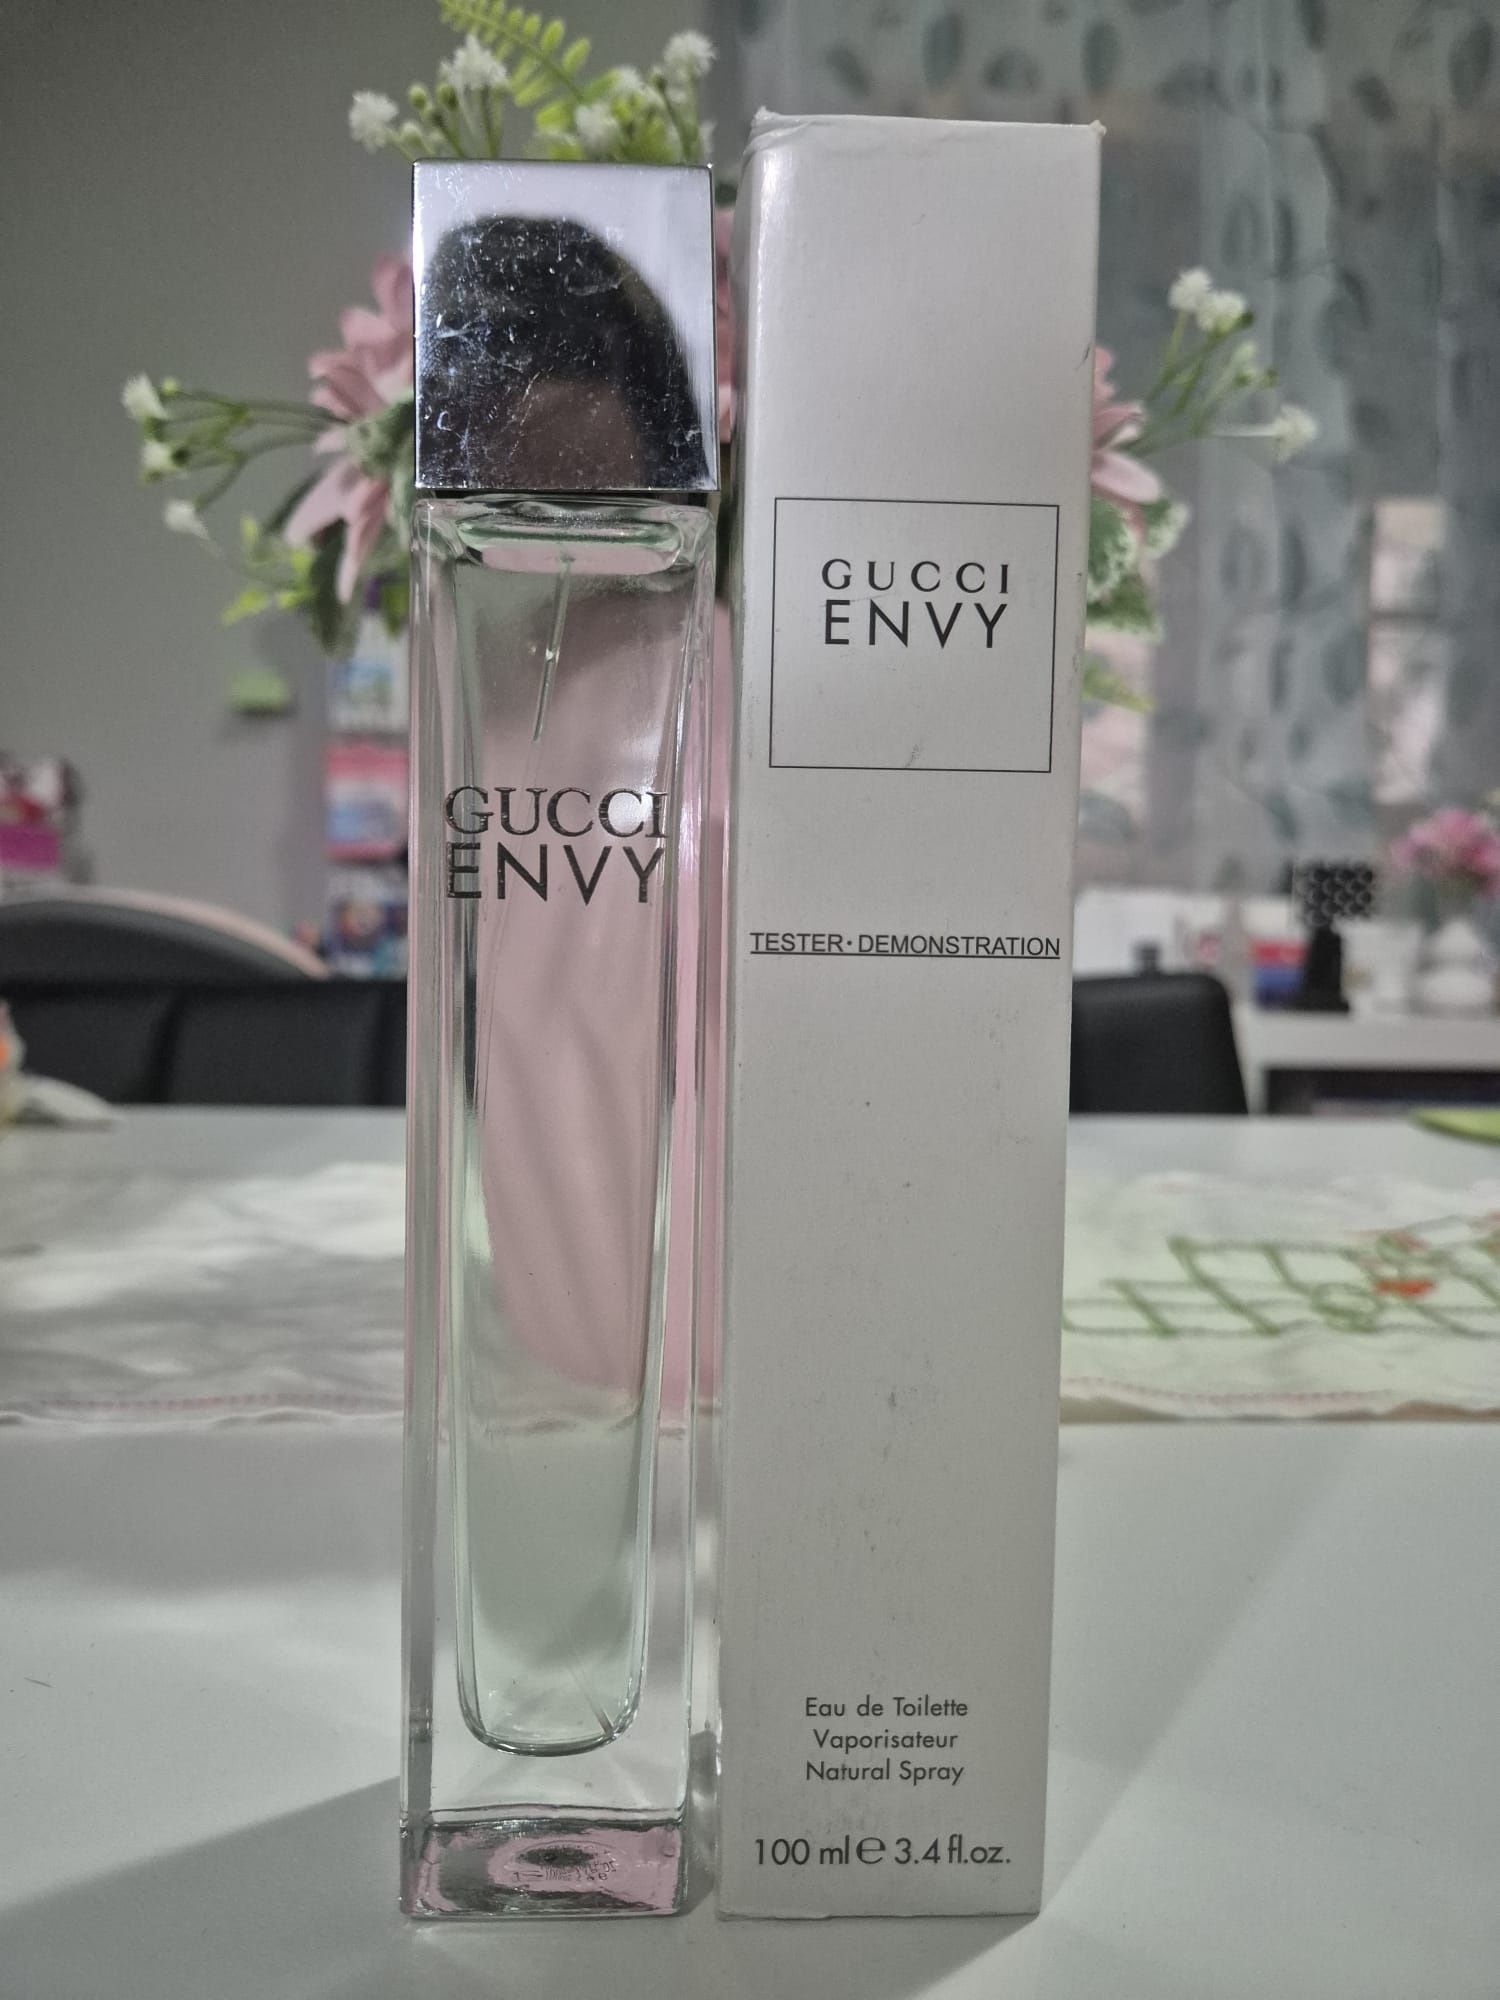 GUCCI
ENVY
GUCCI
ENVY
TESTER・DEMONSTRATION
Eau de Toilette
Vaporisateur
Natural Spray
100 ml e 3.4 fl.oz.